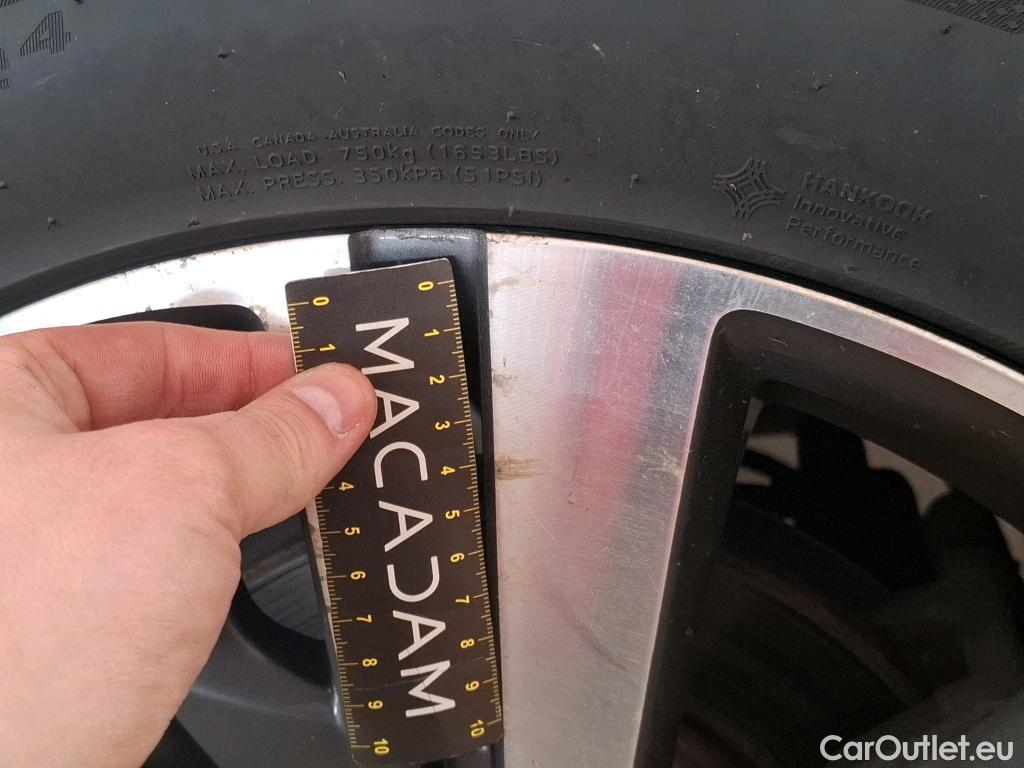 4
U.S.A. CANADA AUSTRALIA CODES ONLY
MAX. LOAD 750kg (1653LBS)
MAX. PRESS. 350kPa (51PSI)
HANKOOK
Innovative
Performance
0 1 4 5 6 7 8 9 10
MACADAM
0 1 2 3 4 5 6 7 8 9 10
CarOutlet.eu